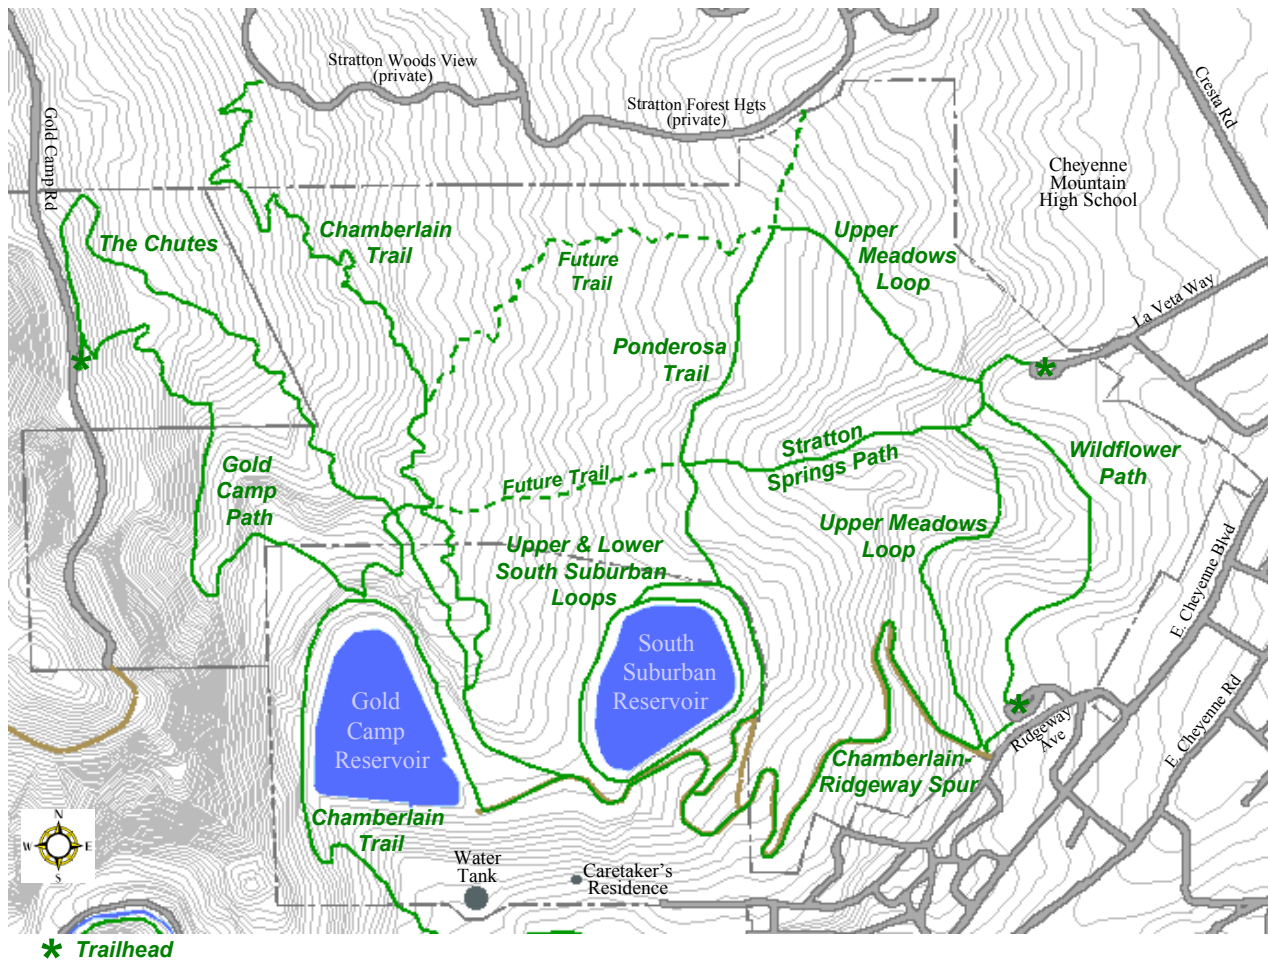 Stratton Woods View
(private)
Stratton Forest Hgts
(private)
Cresta Rd
Gold Camp Rd
Cheyenne
Mountain
High School
The Chutes
Chamberlain
Trail
Future
Trail
Upper
Meadows
Loop
La Veta Way
Ponderosa
Trail
Stratton
Springs Path
Wildflower
Path
Gold
Camp
Path
Future Trail
Upper Meadows
Loop
Upper & Lower
South Suburban
Loops
E. Cheyenne Blvd
South
Suburban
Reservoir
Gold
Camp
Reservoir
E. Cheyenne Rd
Ridgeway
Ave
Chamberlain-
Ridgeway Spur
Chamberlain
Trail
N
W E
S
Water
Tank
Caretaker's
Residence
* Trailhead